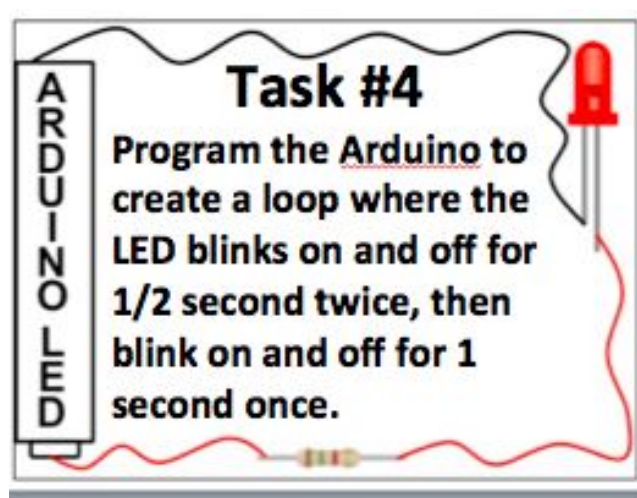 ARDUINO LED
Task #4
Program the Arduino to
create a loop where the
LED blinks on and off for
1/2 second twice, then
blink on and off for 1
second once.